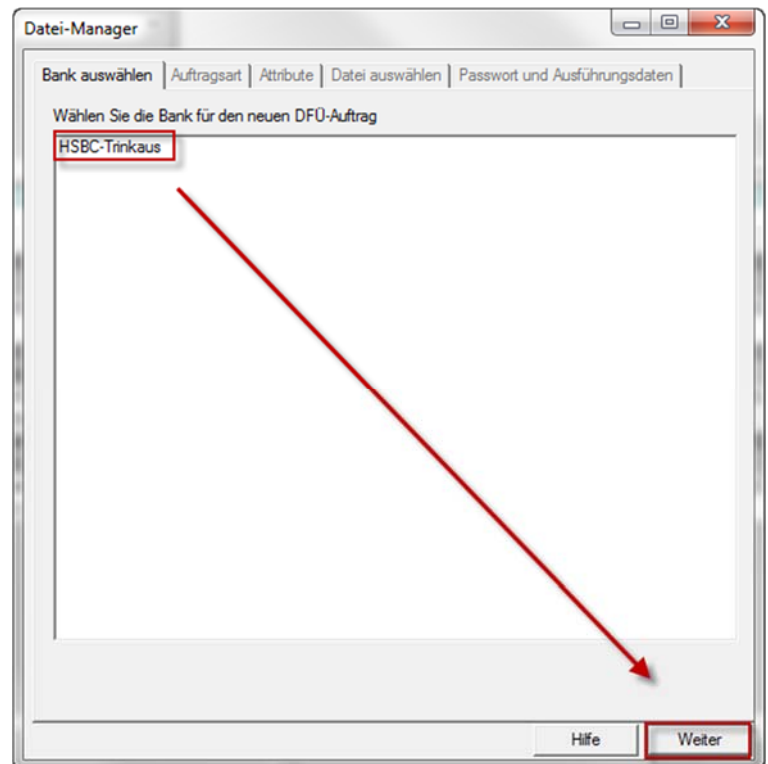 Datei-Manager
Bank auswählen Auftragsart Attribute Datei auswählen Passwort und Ausführungsdaten
Wählen Sie die Bank für den neuen DFÜ-Auftrag
HSBC-Trinkaus
Hilfe Weiter